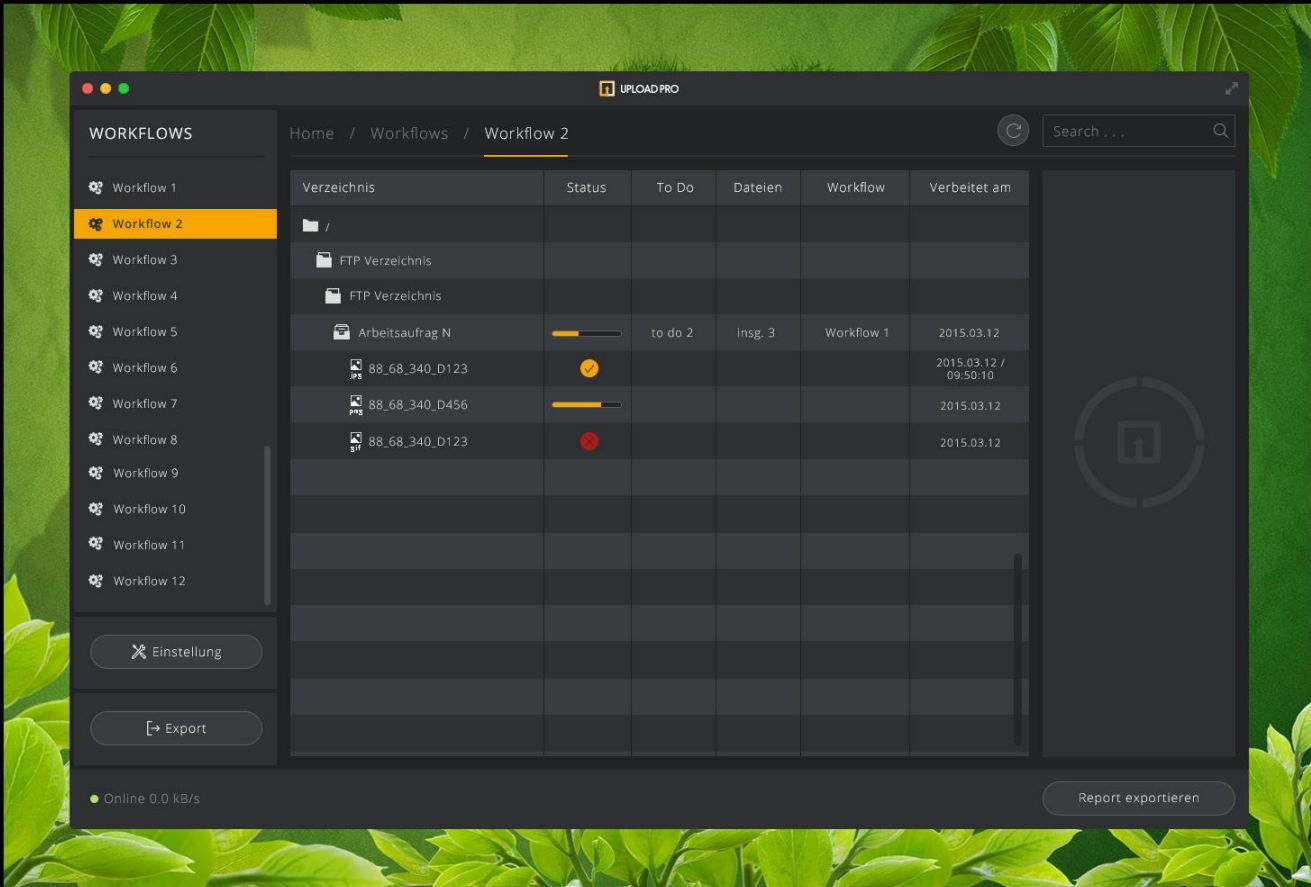 UPLOAD PRO
WORKFLOWS
Home / Workflows / Workflow 2
Search . . .
Workflow 1
Workflow 2
Workflow 3
Workflow 4
Workflow 5
Workflow 6
Workflow 7
Workflow 8
Workflow 9
Workflow 10
Workflow 11
Workflow 12
Einstellung
Export
Verzeichnis Status To Do Dateien Workflow Verbeitet am
/
FTP Verzeichnis
FTP Verzeichnis
Arbeitsaufrag N to do 2 insg. 3 Workflow 1 2015.03.12
jpg 88_68_340_D123 2015.03.12 /
09:50:10
png 88_68_340_D456 2015.03.12
gif 88_68_340_D123 2015.03.12
Online 0.0 kB/s
Report exportieren